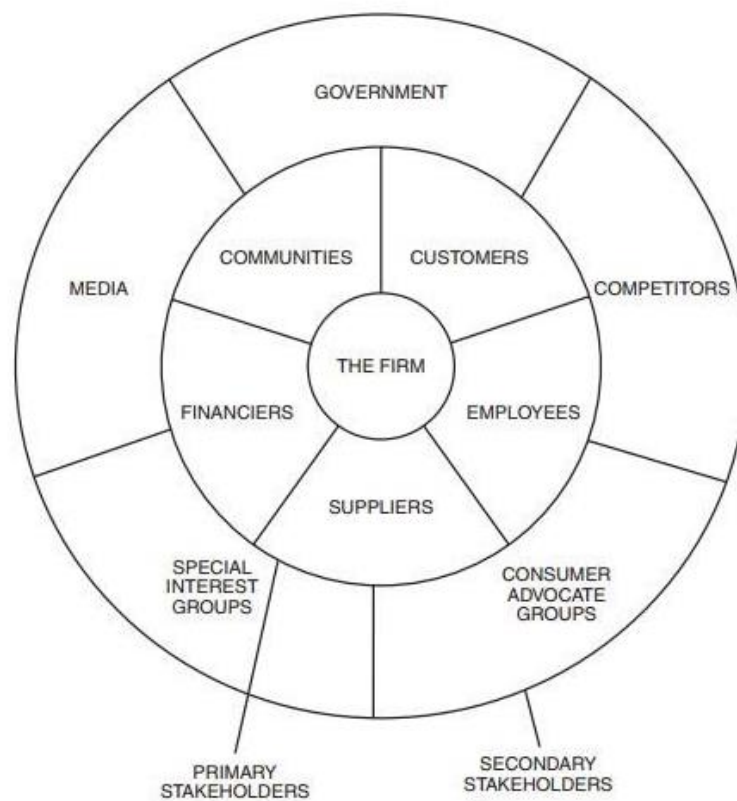 GOVERNMENT
COMMUNITIES
CUSTOMERS
MEDIA
COMPETITORS
THE FIRM
FINANCIERS
EMPLOYEES
SUPPLIERS
SPECIAL
INTEREST
GROUPS
CONSUMER
ADVOCATE
GROUPS
PRIMARY
STAKEHOLDERS
SECONDARY
STAKEHOLDERS